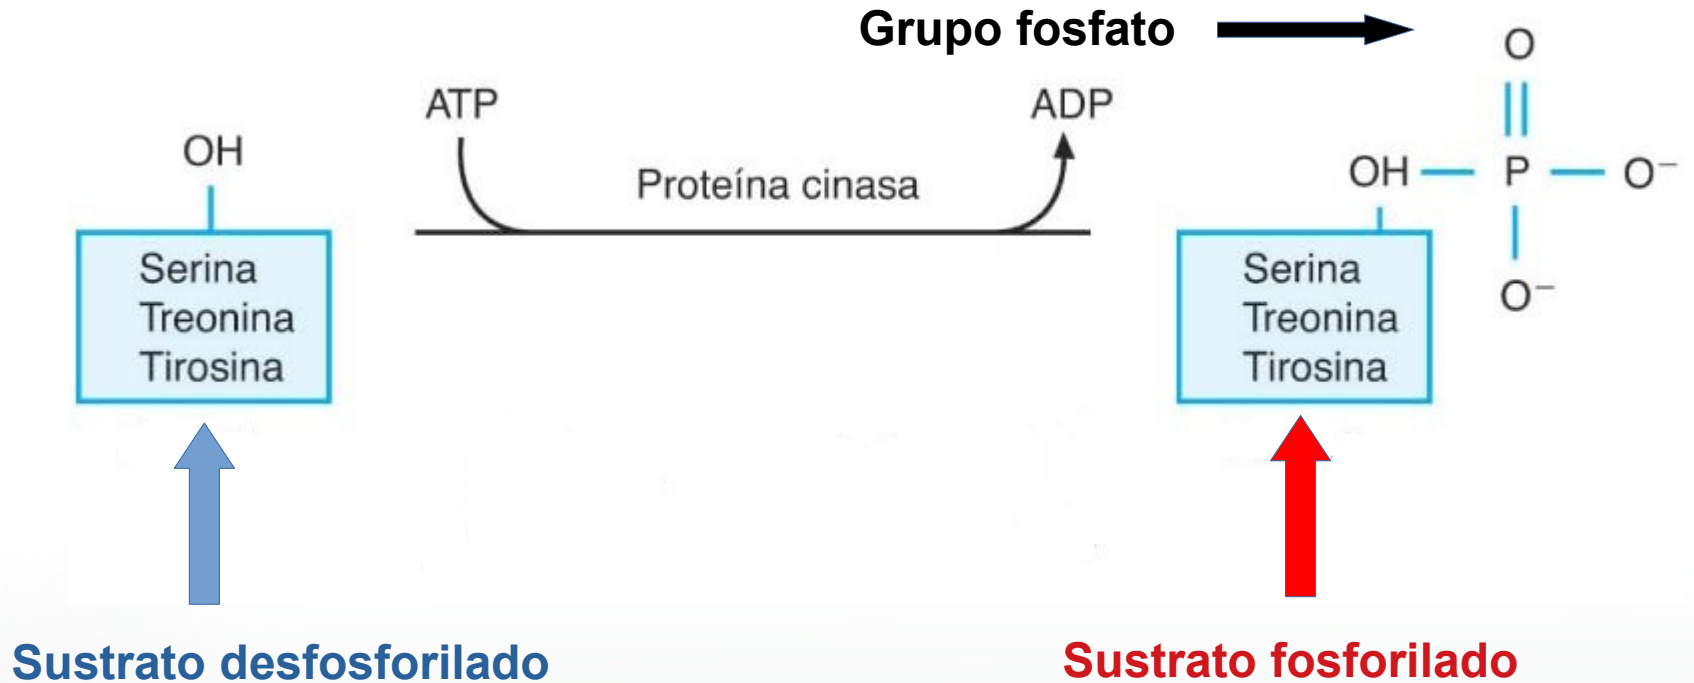 Grupo fosfato
O
ATP
ADP
OH
Proteína cinasa
OH
P
O⁻
O⁻
Serina
Treonina
Tirosina
Serina
Treonina
Tirosina
Sustrato desfosforilado
Sustrato fosforilado